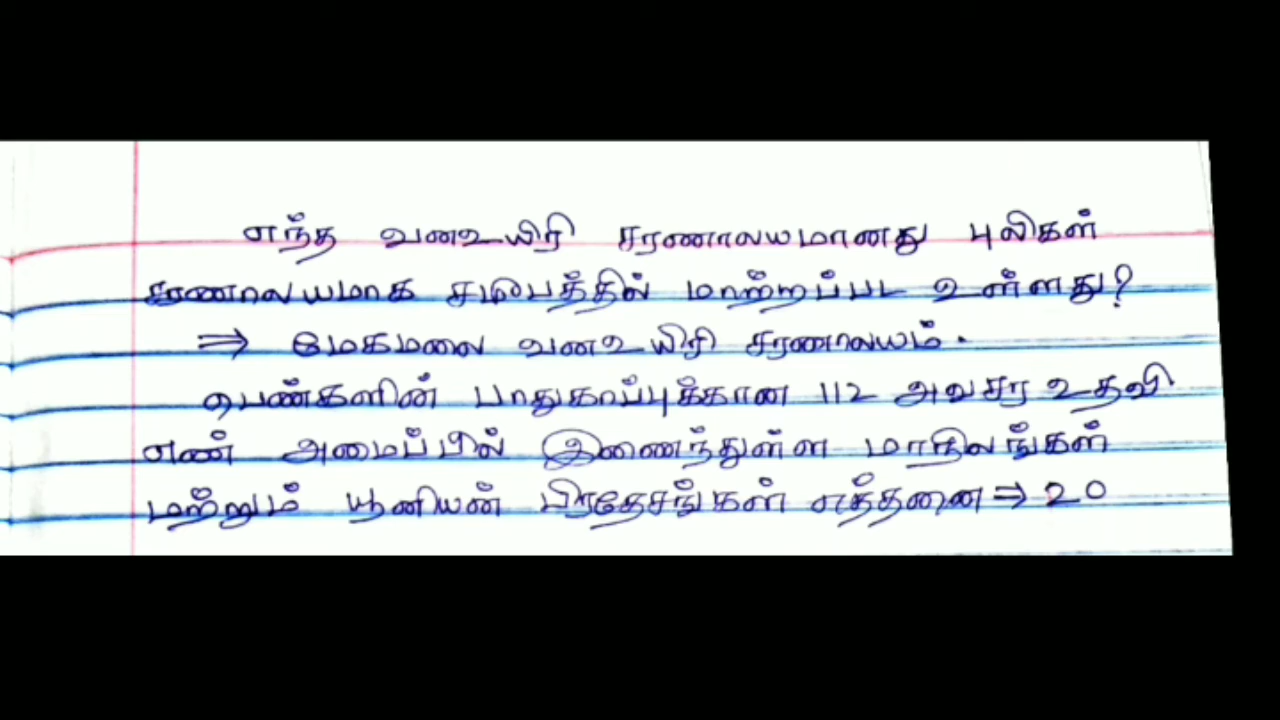 எந்த வனஉயிரி சரணாலயமானது புலிகள்
சரணாலயமாக சமீபத்தில் மாற்றப்பட உள்ளது?
⇒ மேகமலை வனஉயிரி சரணாலயம்.
பெண்களின் பாதுகாப்புக்கான 112 அவசர உதவி
எண் அமைப்பில் இணைந்துள்ள மாநிலங்கள்
மற்றும் யூனியன் பிரதேசங்கள் எத்தனை ⇒ 20